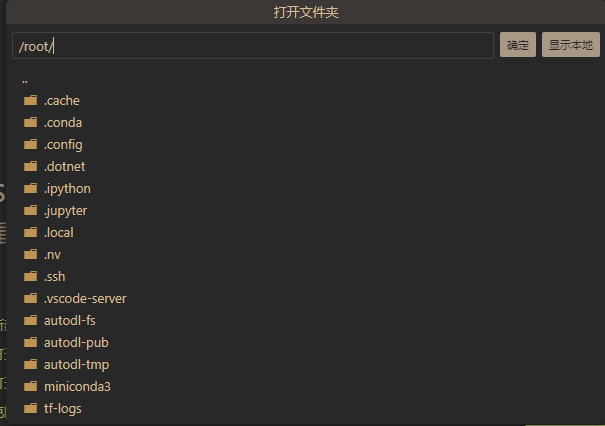 打开文件夹
/root/
确定
显示本地
..
.cache
.conda
.config
.dotnet
.ipython
.jupyter
.local
.nv
.ssh
.vscode-server
autodl-fs
autodl-pub
autodl-tmp
miniconda3
tf-logs